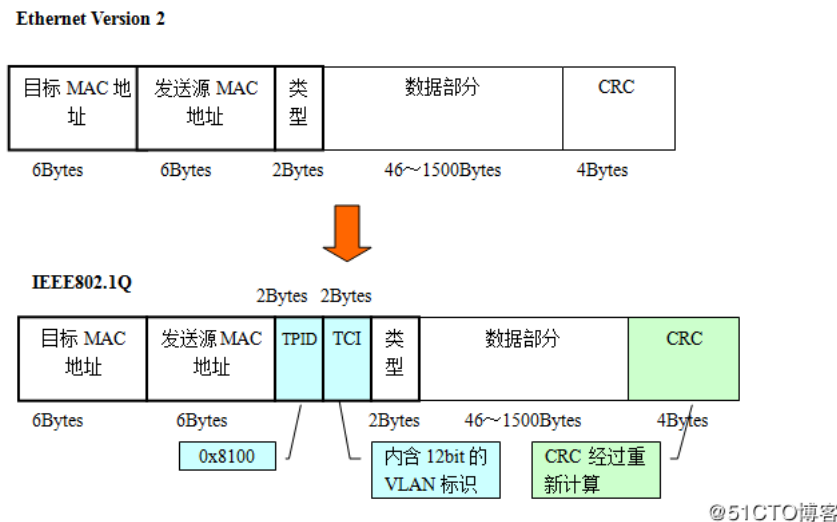 Ethernet Version 2
目标 MAC 地
址
发送源 MAC
地址
类
型
数据部分
CRC
6Bytes
6Bytes
2Bytes
46～1500Bytes
4Bytes
IEEE802.1Q
2Bytes
2Bytes
目标 MAC
地址
发送源 MAC
地址
TPID
TCI
类
型
数据部分
CRC
6Bytes
6Bytes
2Bytes
46～1500Bytes
4Bytes
0x8100
内含 12bit 的
VLAN 标识
CRC 经过重
新计算
@51CTO博客